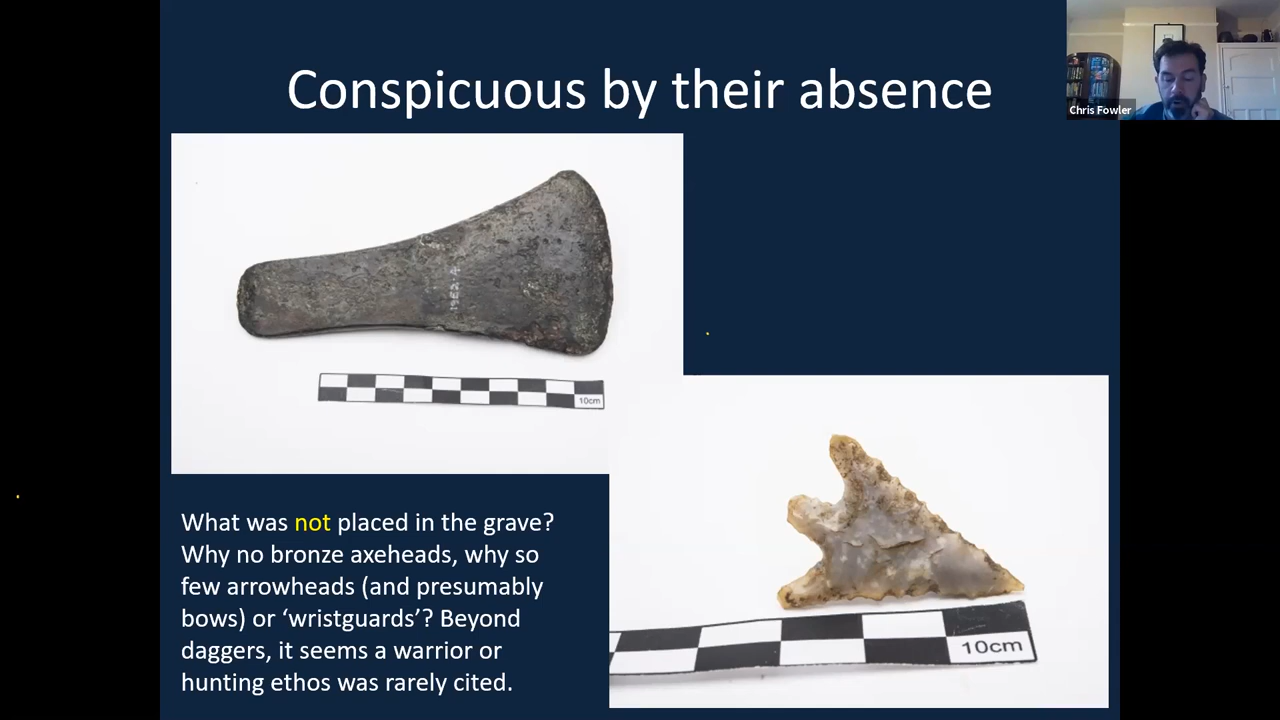 Conspicuous by their absence
Chris Fowler
10cm
What was not placed in the grave?
Why no bronze axeheads, why so
few arrowheads (and presumably
bows) or ‘wristguards’? Beyond
daggers, it seems a warrior or
hunting ethos was rarely cited.
10cm